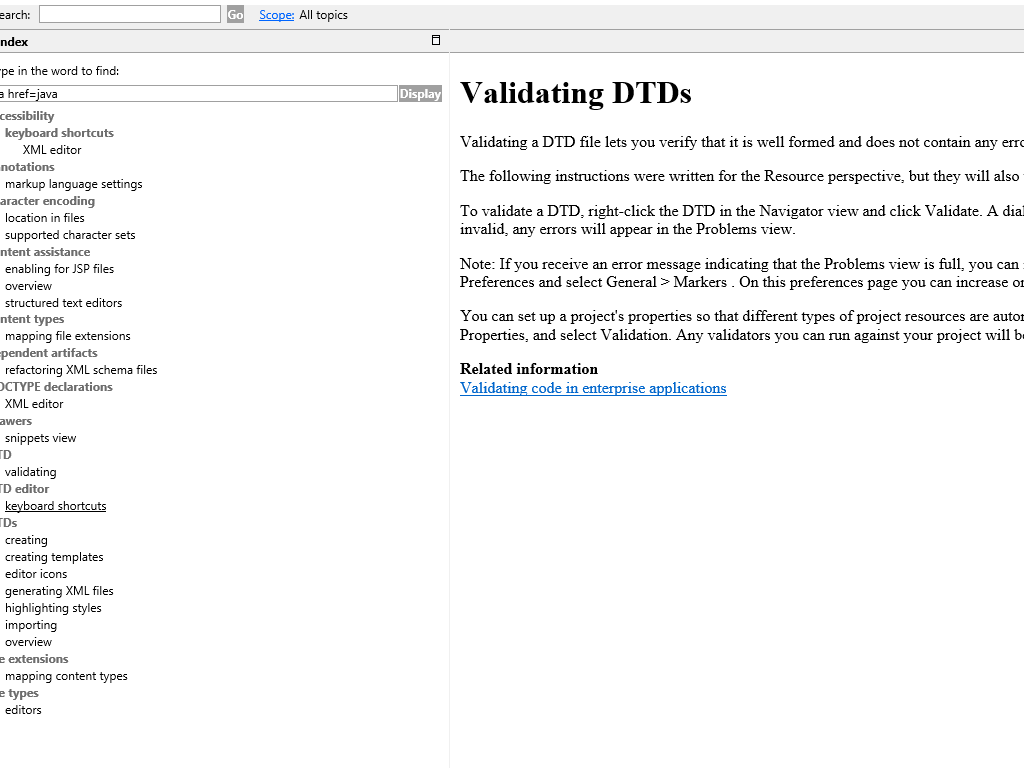 earch:
Go
Scope: All topics
ndex
ype in the word to find:
a href=java
Display
cessibility
keyboard shortcuts
XML editor
notations
markup language settings
aracter encoding
location in files
supported character sets
ntent assistance
enabling for JSP files
overview
structured text editors
ntent types
mapping file extensions
ependent artifacts
refactoring XML schema files
OCTYPE declarations
XML editor
awers
snippets view
TD
validating
TD editor
keyboard shortcuts
TDs
creating
creating templates
editor icons
generating XML files
highlighting styles
importing
overview
e extensions
mapping content types
e types
editors
Validating DTDs
Validating a DTD file lets you verify that it is well formed and does not contain any erro
The following instructions were written for the Resource perspective, but they will also
To validate a DTD, right-click the DTD in the Navigator view and click Validate. A dial
invalid, any errors will appear in the Problems view.
Note: If you receive an error message indicating that the Problems view is full, you can
Preferences and select General > Markers . On this preferences page you can increase or
You can set up a project's properties so that different types of project resources are autor
Properties, and select Validation. Any validators you can run against your project will be
Related information
Validating code in enterprise applications